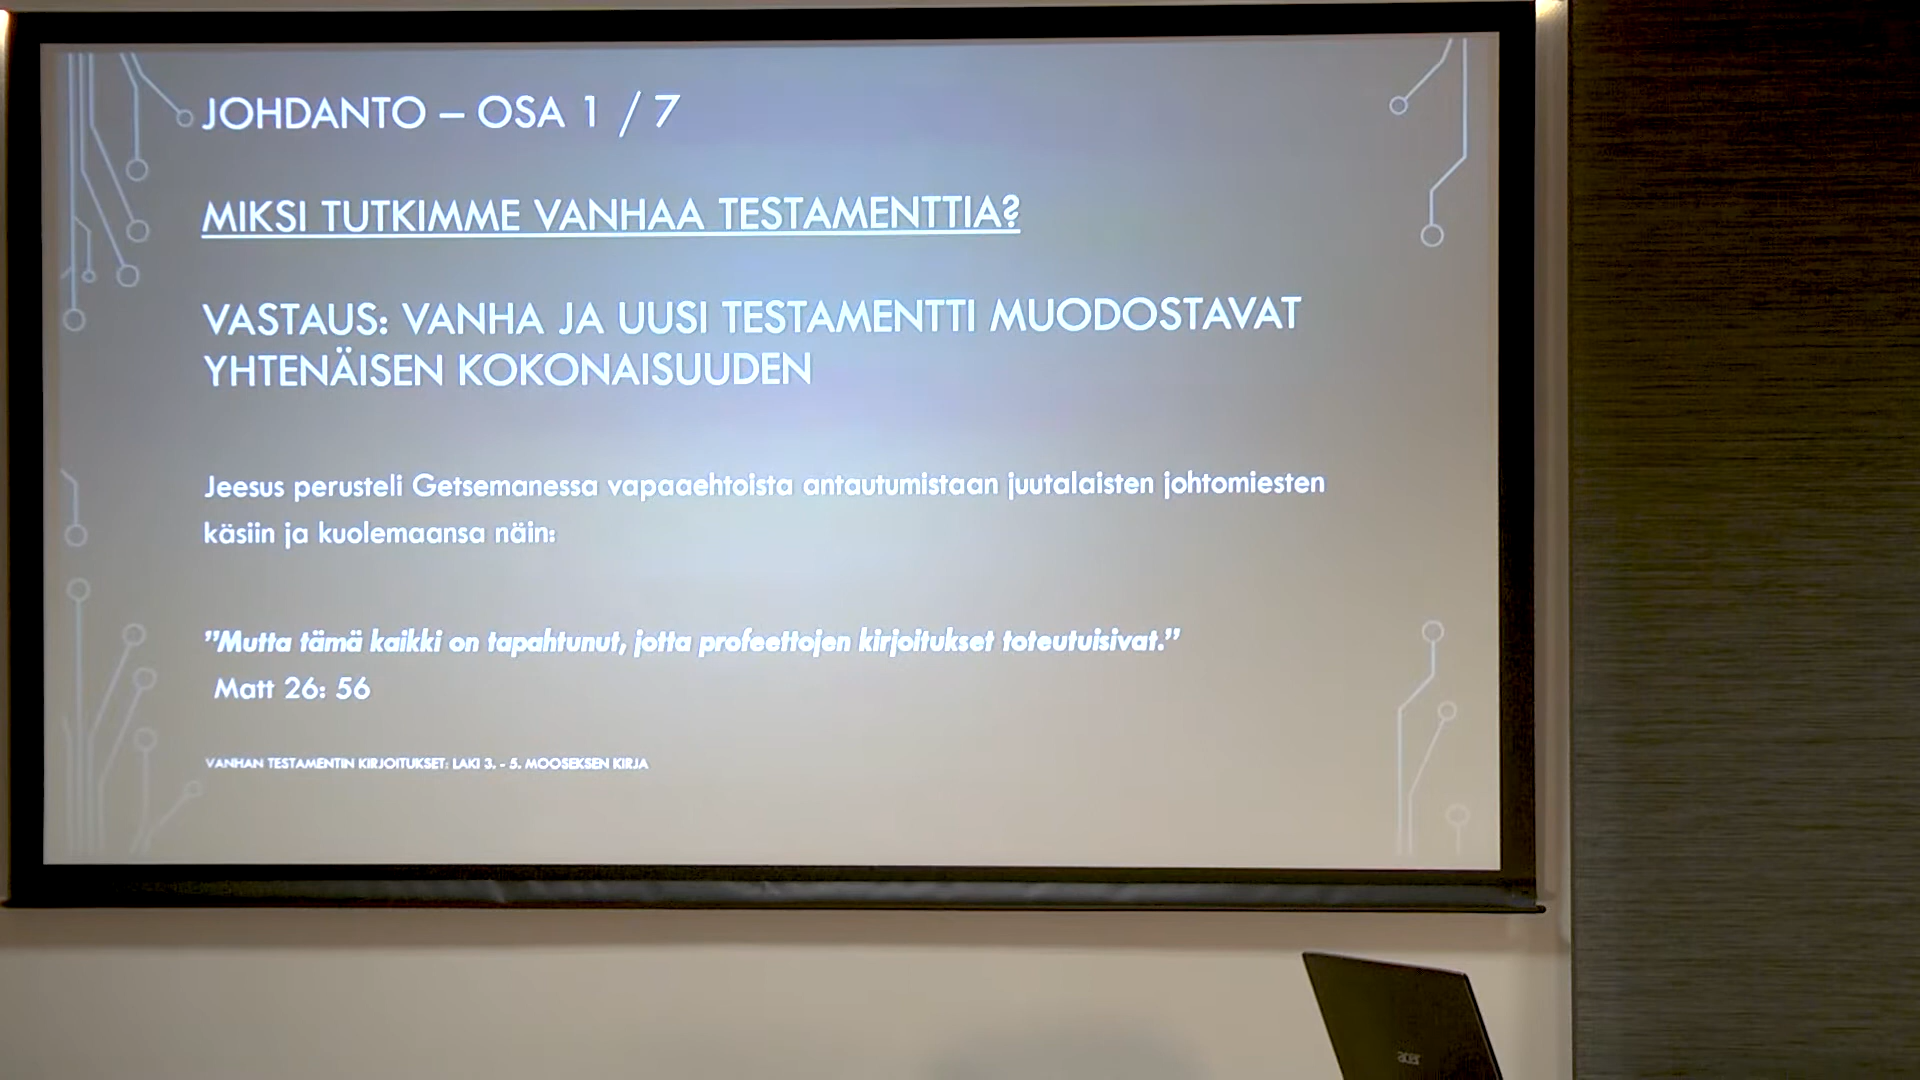 JOHDANTO – OSA 1 / 7
MIKSI TUTKIMME VANHAA TESTAMENTTIA?
VASTAUS: VANHA JA UUSI TESTAMENTTI MUODOSTAVAT
YHTENÄISEN KOKONAISUUDEN
Jeesus perusteli Getsemanessa vapaaehtoista antautumistaan juutalaisten johtomiesten
käsiin ja kuolemaansa näin:
”Mutta tämä kaikki on tapahtunut, jotta profeettojen kirjoitukset toteutuisivat.”
Matt 26: 56
VANHAN TESTAMENTIN KIRJOITUKSET: LAKI 3. - 5. MOOSEKSEN KIRJA
acer